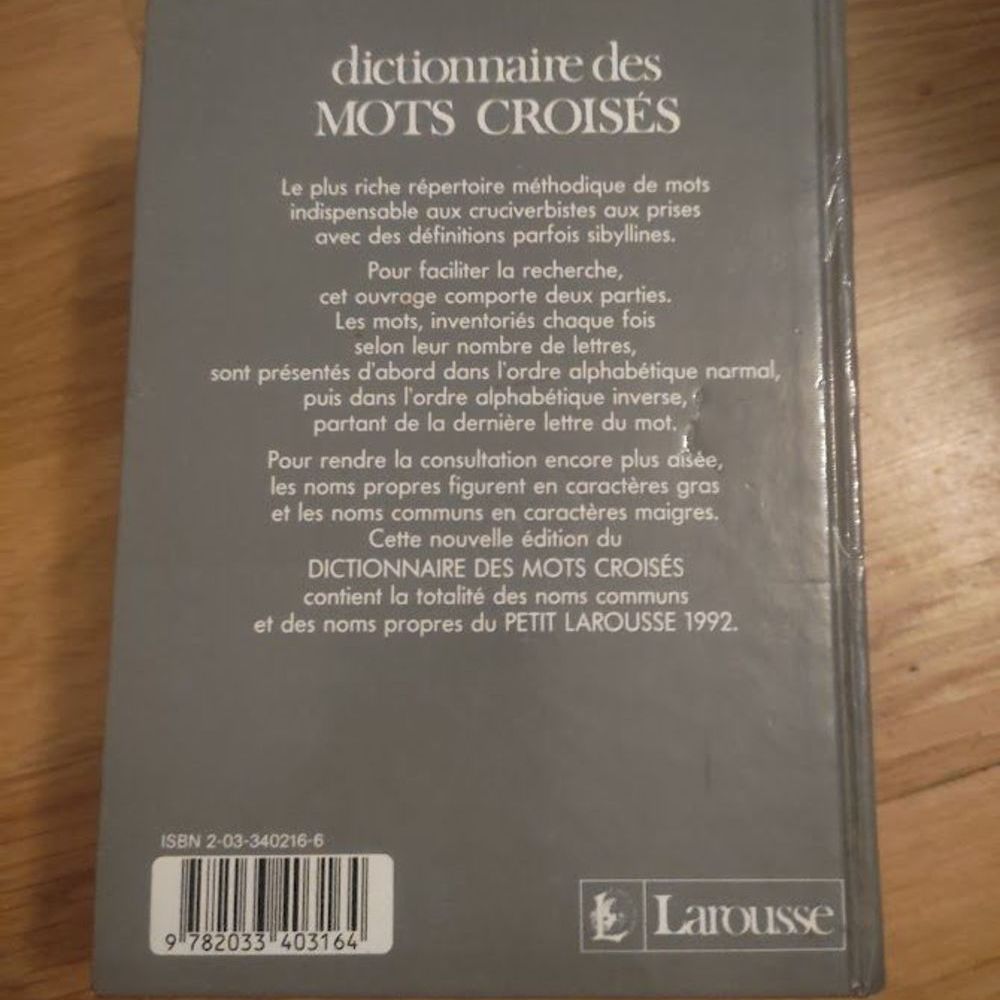 dictionnaire des
MOTS CROISÉS
Le plus riche répertoire méthodique de mots
indispensable aux cruciverbistes aux prises
avec des définitions parfois sibyllines.
Pour faciliter la recherche,
cet ouvrage comporte deux parties.
Les mots, inventoriés chaque fois
selon leur nombre de lettres,
sont présentés d'abord dans l'ordre alphabétique normal,
puis dans l'ordre alphabétique inverse,
partant de la dernière lettre du mot.
Pour rendre la consultation encore plus aisée,
les noms propres figurent en caractères gras
et les noms communs en caractères maigres.
Cette nouvelle édition du
DICTIONNAIRE DES MOTS CROISÉS
contient la totalité des noms communs
et des noms propres du PETIT LAROUSSE 1992.
ISBN 2-03-340216-6
9 782033 403164
Larousse